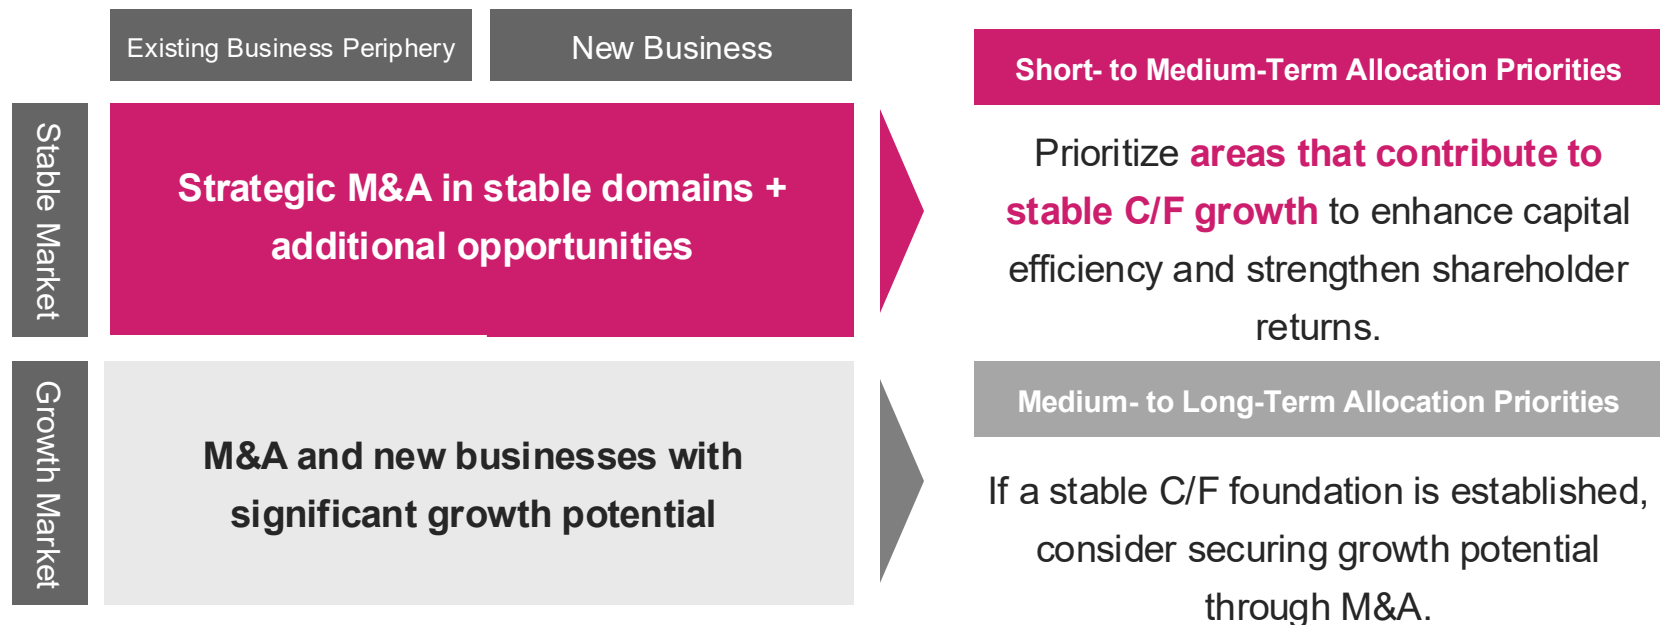 Existing Business Periphery
New Business
Stable Market
Strategic M&A in stable domains +
additional opportunities
Short- to Medium-Term Allocation Priorities
Prioritize areas that contribute to
stable C/F growth to enhance capital
efficiency and strengthen shareholder
returns.
Growth Market
M&A and new businesses with
significant growth potential
Medium- to Long-Term Allocation Priorities
If a stable C/F foundation is established,
consider securing growth potential
through M&A.